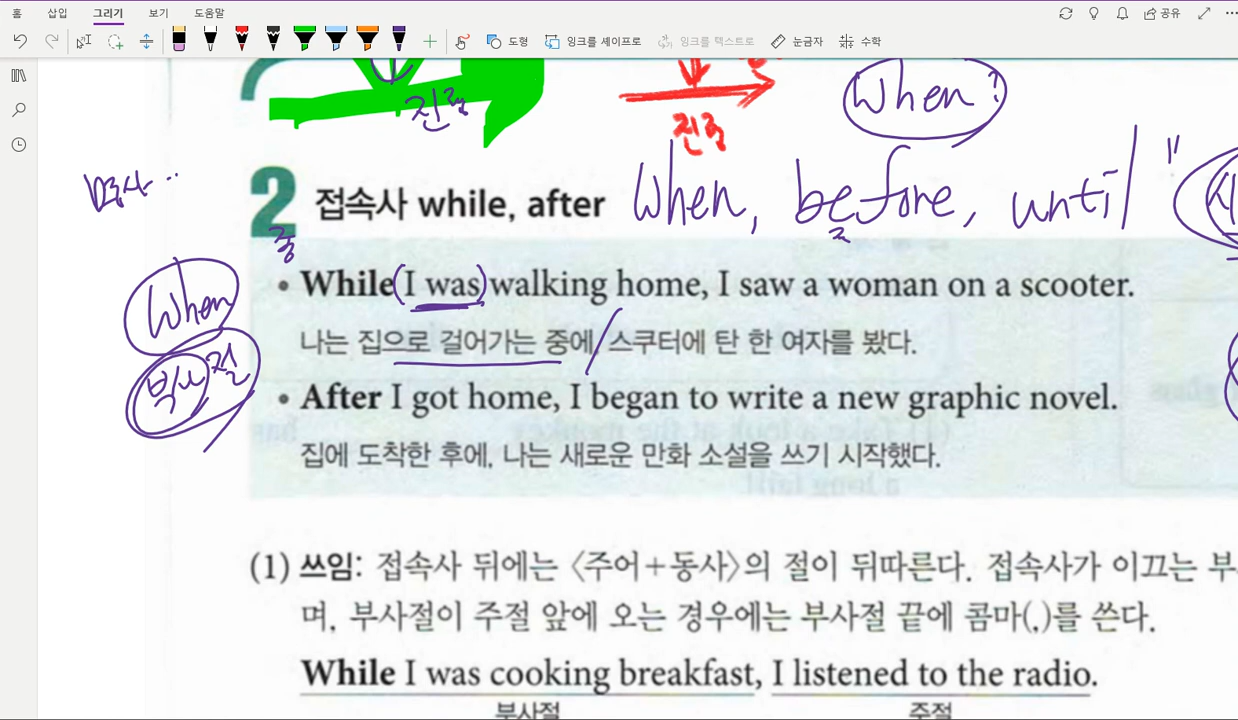 홈 삽입 그리기 보기 도움말
공유
도형 잉크를 셰이프로 잉크를 텍스트로 눈금자 수학
진행
진행
When?
2 접속사 while, after When, before, until "
중
When
• While (I was) walking home, I saw a woman on a scooter.
나는 집으로 걸어가는 중에/스쿠터에 탄 한 여자를 봤다.
• After I got home, I began to write a new graphic novel.
집에 도착한 후에, 나는 새로운 만화 소설을 쓰기 시작했다.
(1) 쓰임: 접속사 뒤에는 〈주어+동사〉의 절이 뒤따른다. 접속사가 이끄는 부
며, 부사절이 주절 앞에 오는 경우에는 부사절 끝에 콤마(,)를 쓴다.
While I was cooking breakfast, I listened to the radio.
부사절 주절